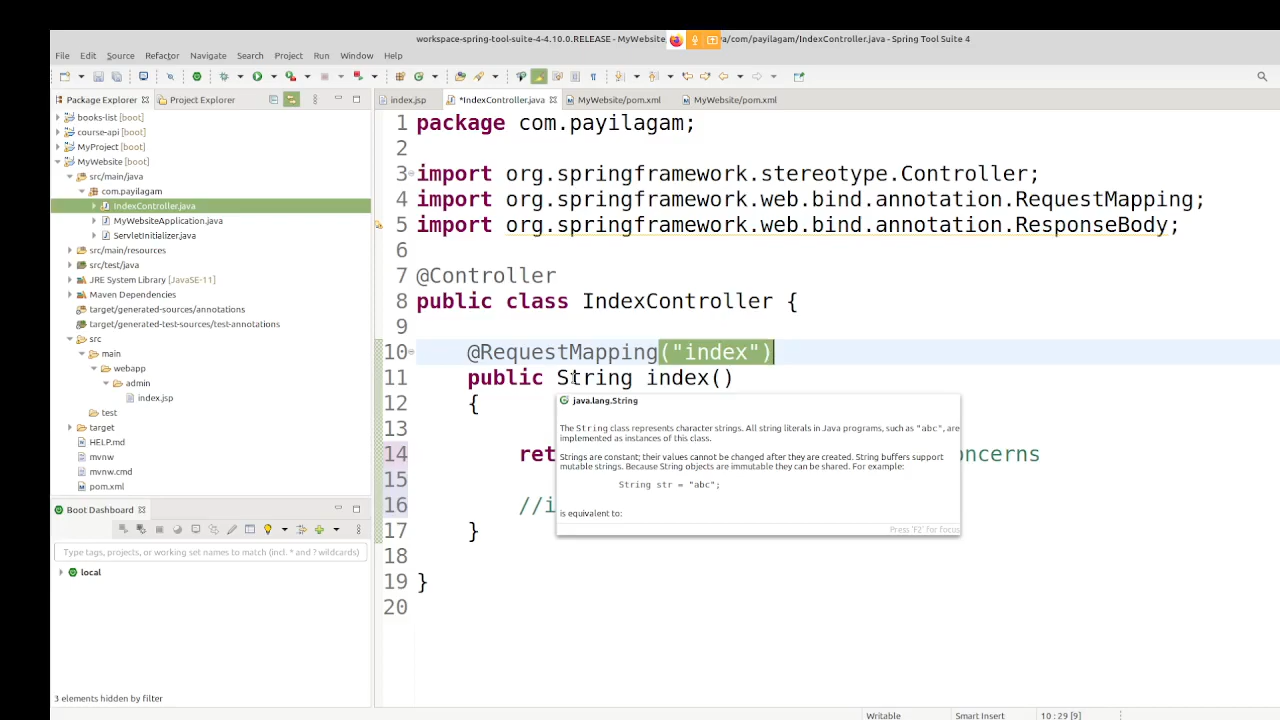 workspace-spring-tool-suite-4-4.10.0.RELEASE - MyWebsite va/com/payilagam/IndexController.java - Spring Tool Suite 4
File Edit Source Refactor Navigate Search Project Run Window Help
Package Explorer Project Explorer
index.jsp *IndexController.java MyWebsite/pom.xml MyWebsite/pom.xml
books-list [boot]
course-api [boot]
MyProject [boot]
MyWebsite [boot]
src/main/java
com.payilagam
IndexController.java
MyWebsiteApplication.java
ServletInitializer.java
src/main/resources
src/test/java
JRE System Library [JavaSE-11]
Maven Dependencies
target/generated-sources/annotations
target/generated-test-sources/test-annotations
src
main
webapp
admin
index.jsp
test
target
HELP.md
mvnw
mvnw.cmd
pom.xml
Boot Dashboard
Type tags, projects, or working set names to match (incl. * and ? wildcards)
local
3 elements hidden by filter
1 package com.payilagam;
2
3 import org.springframework.stereotype.Controller;
4 import org.springframework.web.bind.annotation.RequestMapping;
5 import org.springframework.web.bind.annotation.ResponseBody;
6
7 @Controller
8 public class IndexController {
9
10 @RequestMapping("index")
11 public String index()
12 {
13
14 ret oncerns
15
16 //i
17 }
18
19 }
20
java.lang.String
The String class represents character strings. All string literals in Java programs, such as "abc", are
implemented as instances of this class.
Strings are constant; their values cannot be changed after they are created. String buffers support
mutable strings. Because String objects are immutable they can be shared. For example:
String str = "abc";
is equivalent to:
Press 'F2' for focus
Writable Smart Insert 10 : 29 [9]